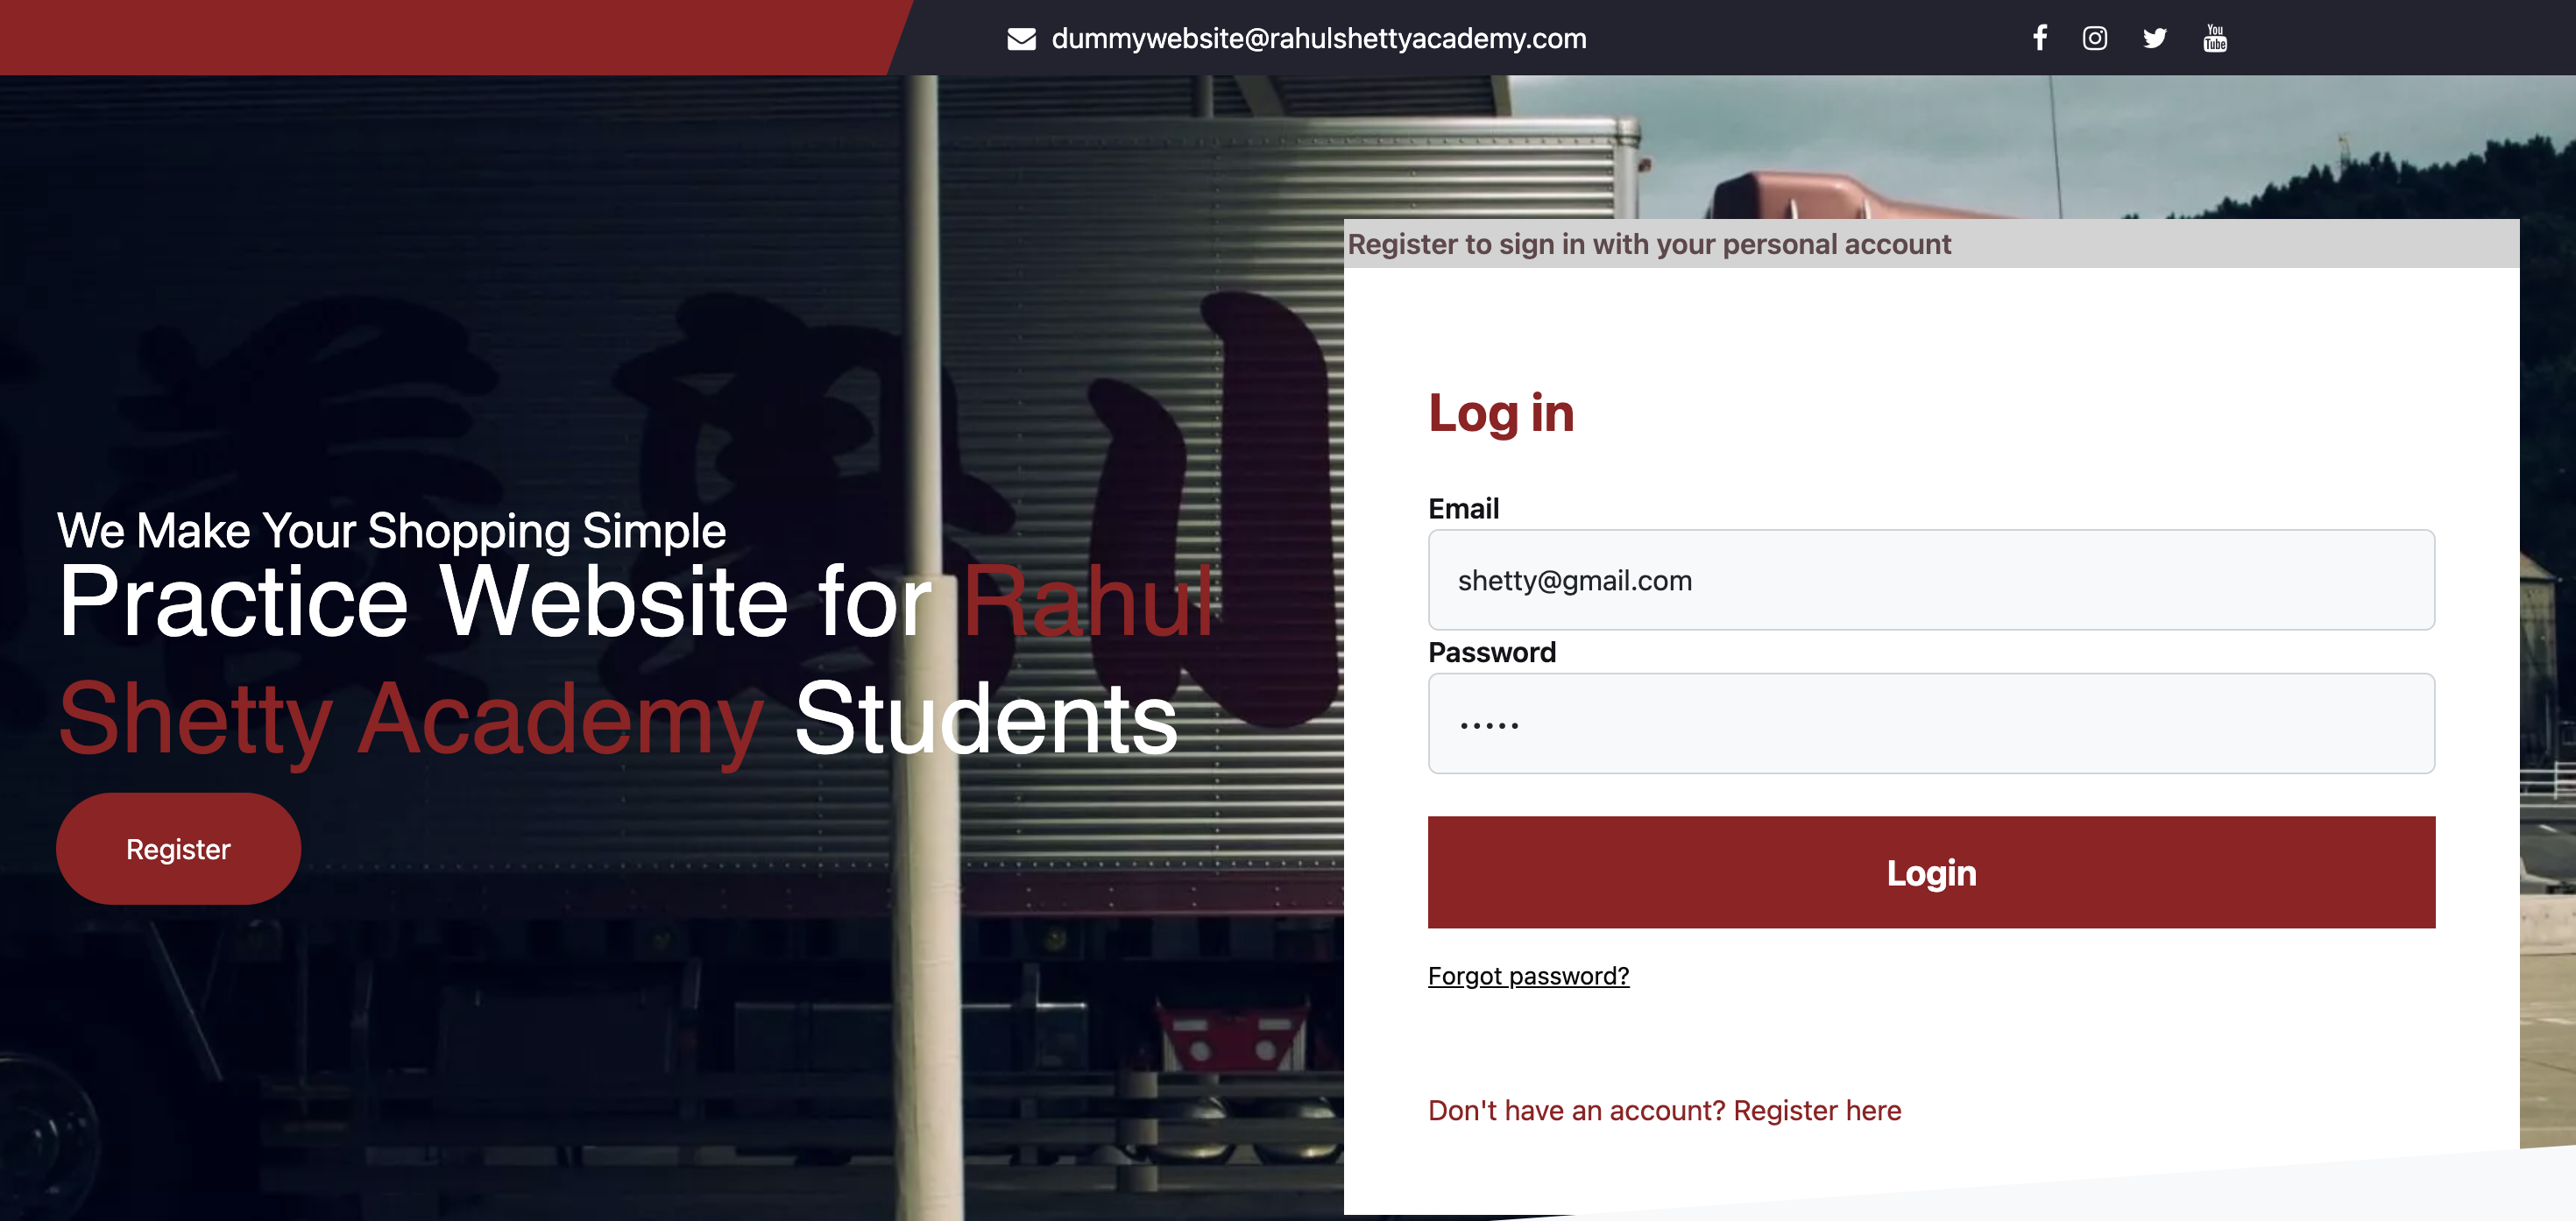 dummywebsite@rahulshettyacademy.com
You
Tube
Register to sign in with your personal account
Log in
Email
shetty@gmail.com
Password
•••••
Login
Forgot password?
Don't have an account? Register here
We Make Your Shopping Simple
Practice Website for Rahul
Shetty Academy Students
Register